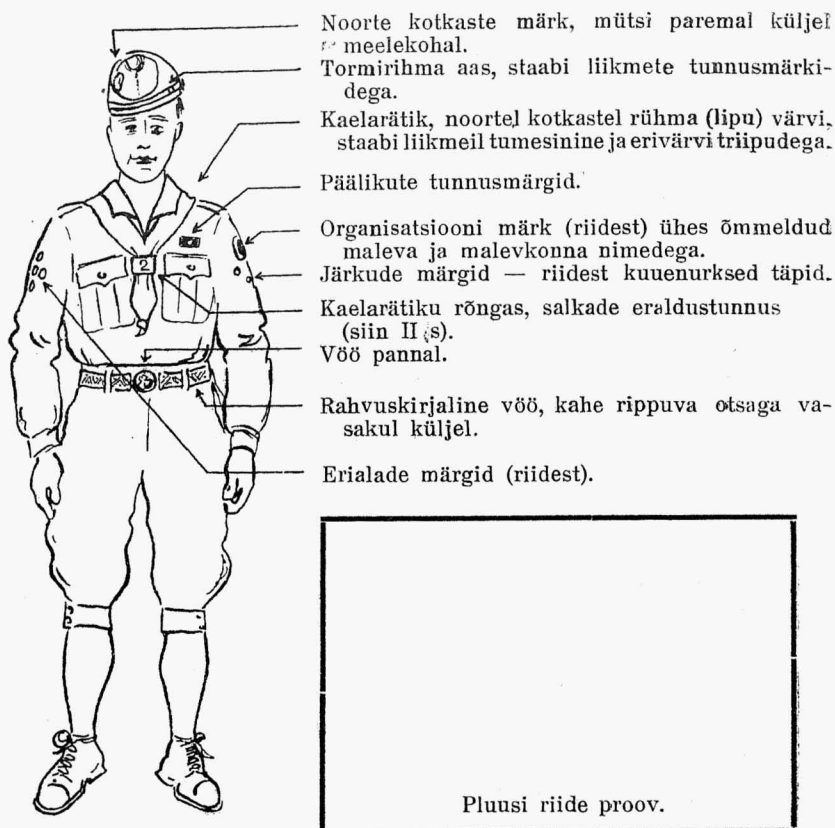 Noorte kotkaste märk, mütsi paremal küljel
meelekohal.
Tormirihma aas, staabi liikmete tunnusmärki-
dega.
Kaelarätik, noortel kotkastel rühma (lipu) värvi,
staabi liikmeil tumesinine ja erivärvi triipudega.
Päälikute tunnusmärgid.
Organisatsiooni märk (riidest) ühes õmmeldud
maleva ja malevkonna nimedega.
Järkude märgid — riidest kuuenurksed täpid.
2
Kaelarätiku rõngas, salkade eraldustunnus
(siin II s).
Vöö pannal.
Rahvuskirjaline vöö, kahe rippuva otsaga va-
sakul küljel.
Erialade märgid (riidest).
Pluusi riide proov.